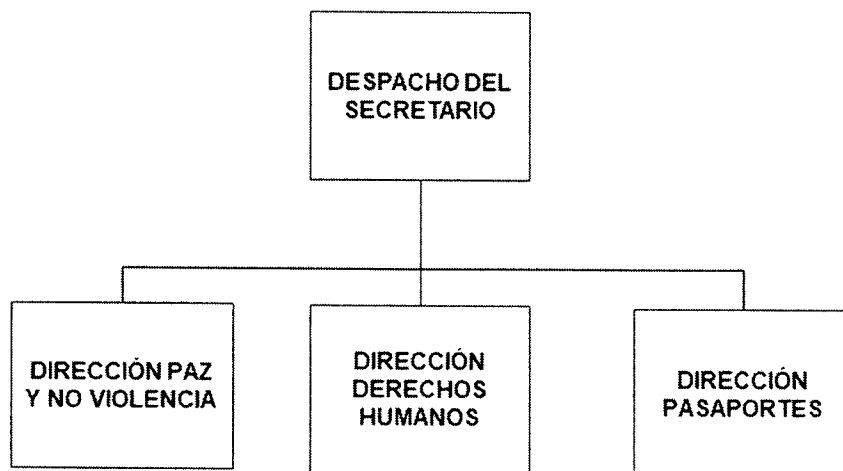 DESPACHO DEL
SECRETARIO
DIRECCIÓN PAZ
Y NO VIOLENCIA
DIRECCIÓN
DERECHOS
HUMANOS
DIRECCIÓN
PASAPORTES